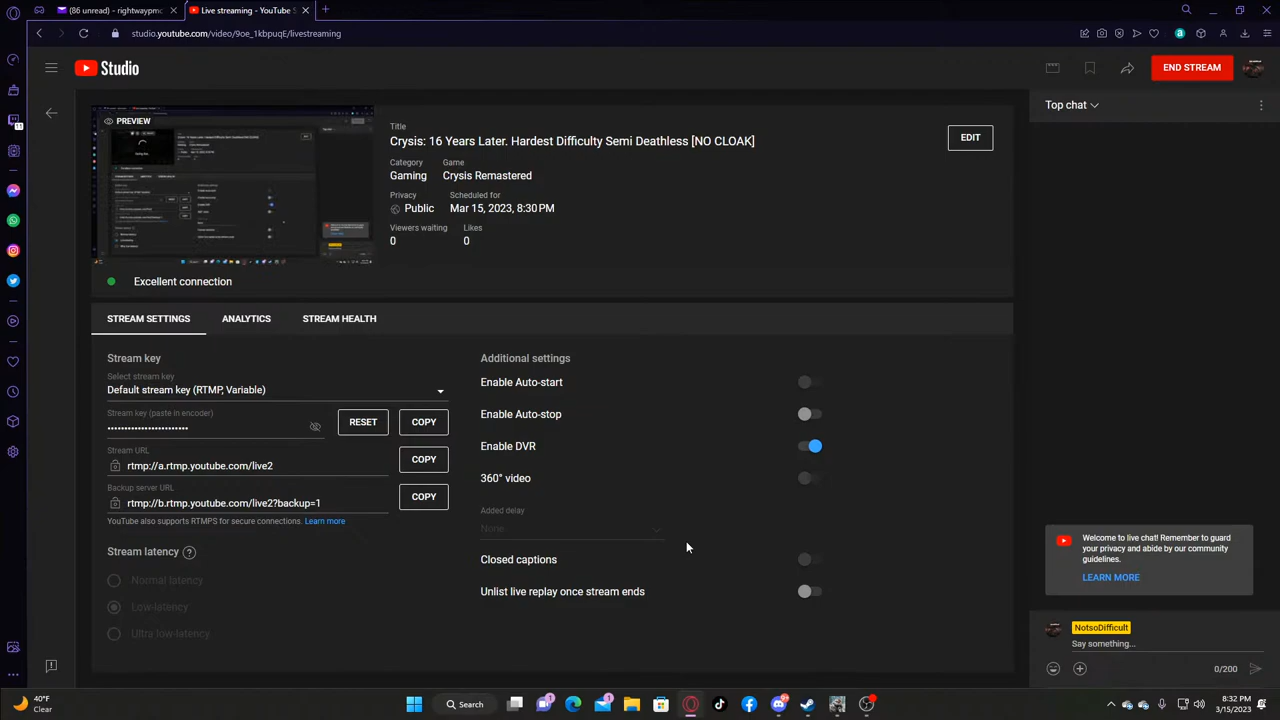 (86 unread) - rightwaypmc
Live streaming - YouTube S
studio.youtube.com/video/9oe_1kbpuqE/livestreaming
Studio
END STREAM
Top chat
PREVIEW
Title
Crysis: 16 Years Later. Hardest Difficulty Semi Deathless [NO CLOAK]
EDIT
Category
Game
Gaming
Crysis Remastered
Privacy
Scheduled for
Public
Mar 15, 2023, 8:30 PM
Viewers waiting
Likes
0
0
Excellent connection
STREAM SETTINGS
ANALYTICS
STREAM HEALTH
Stream key
Select stream key
Default stream key (RTMP, Variable)
Stream key (paste in encoder)
RESET
COPY
Stream URL
rtmp://a.rtmp.youtube.com/live2
COPY
Backup server URL
rtmp://b.rtmp.youtube.com/live2?backup=1
COPY
YouTube also supports RTMPS for secure connections. Learn more
Stream latency
Normal latency
Low-latency
Ultra low-latency
Additional settings
Enable Auto-start
Enable Auto-stop
Enable DVR
360° video
Added delay
None
Closed captions
Unlist live replay once stream ends
Welcome to live chat! Remember to guard
your privacy and abide by our community
guidelines.
LEARN MORE
NotsoDifficult
Say something...
0/200
40°F
Clear
Search
8:32 PM
3/15/2023